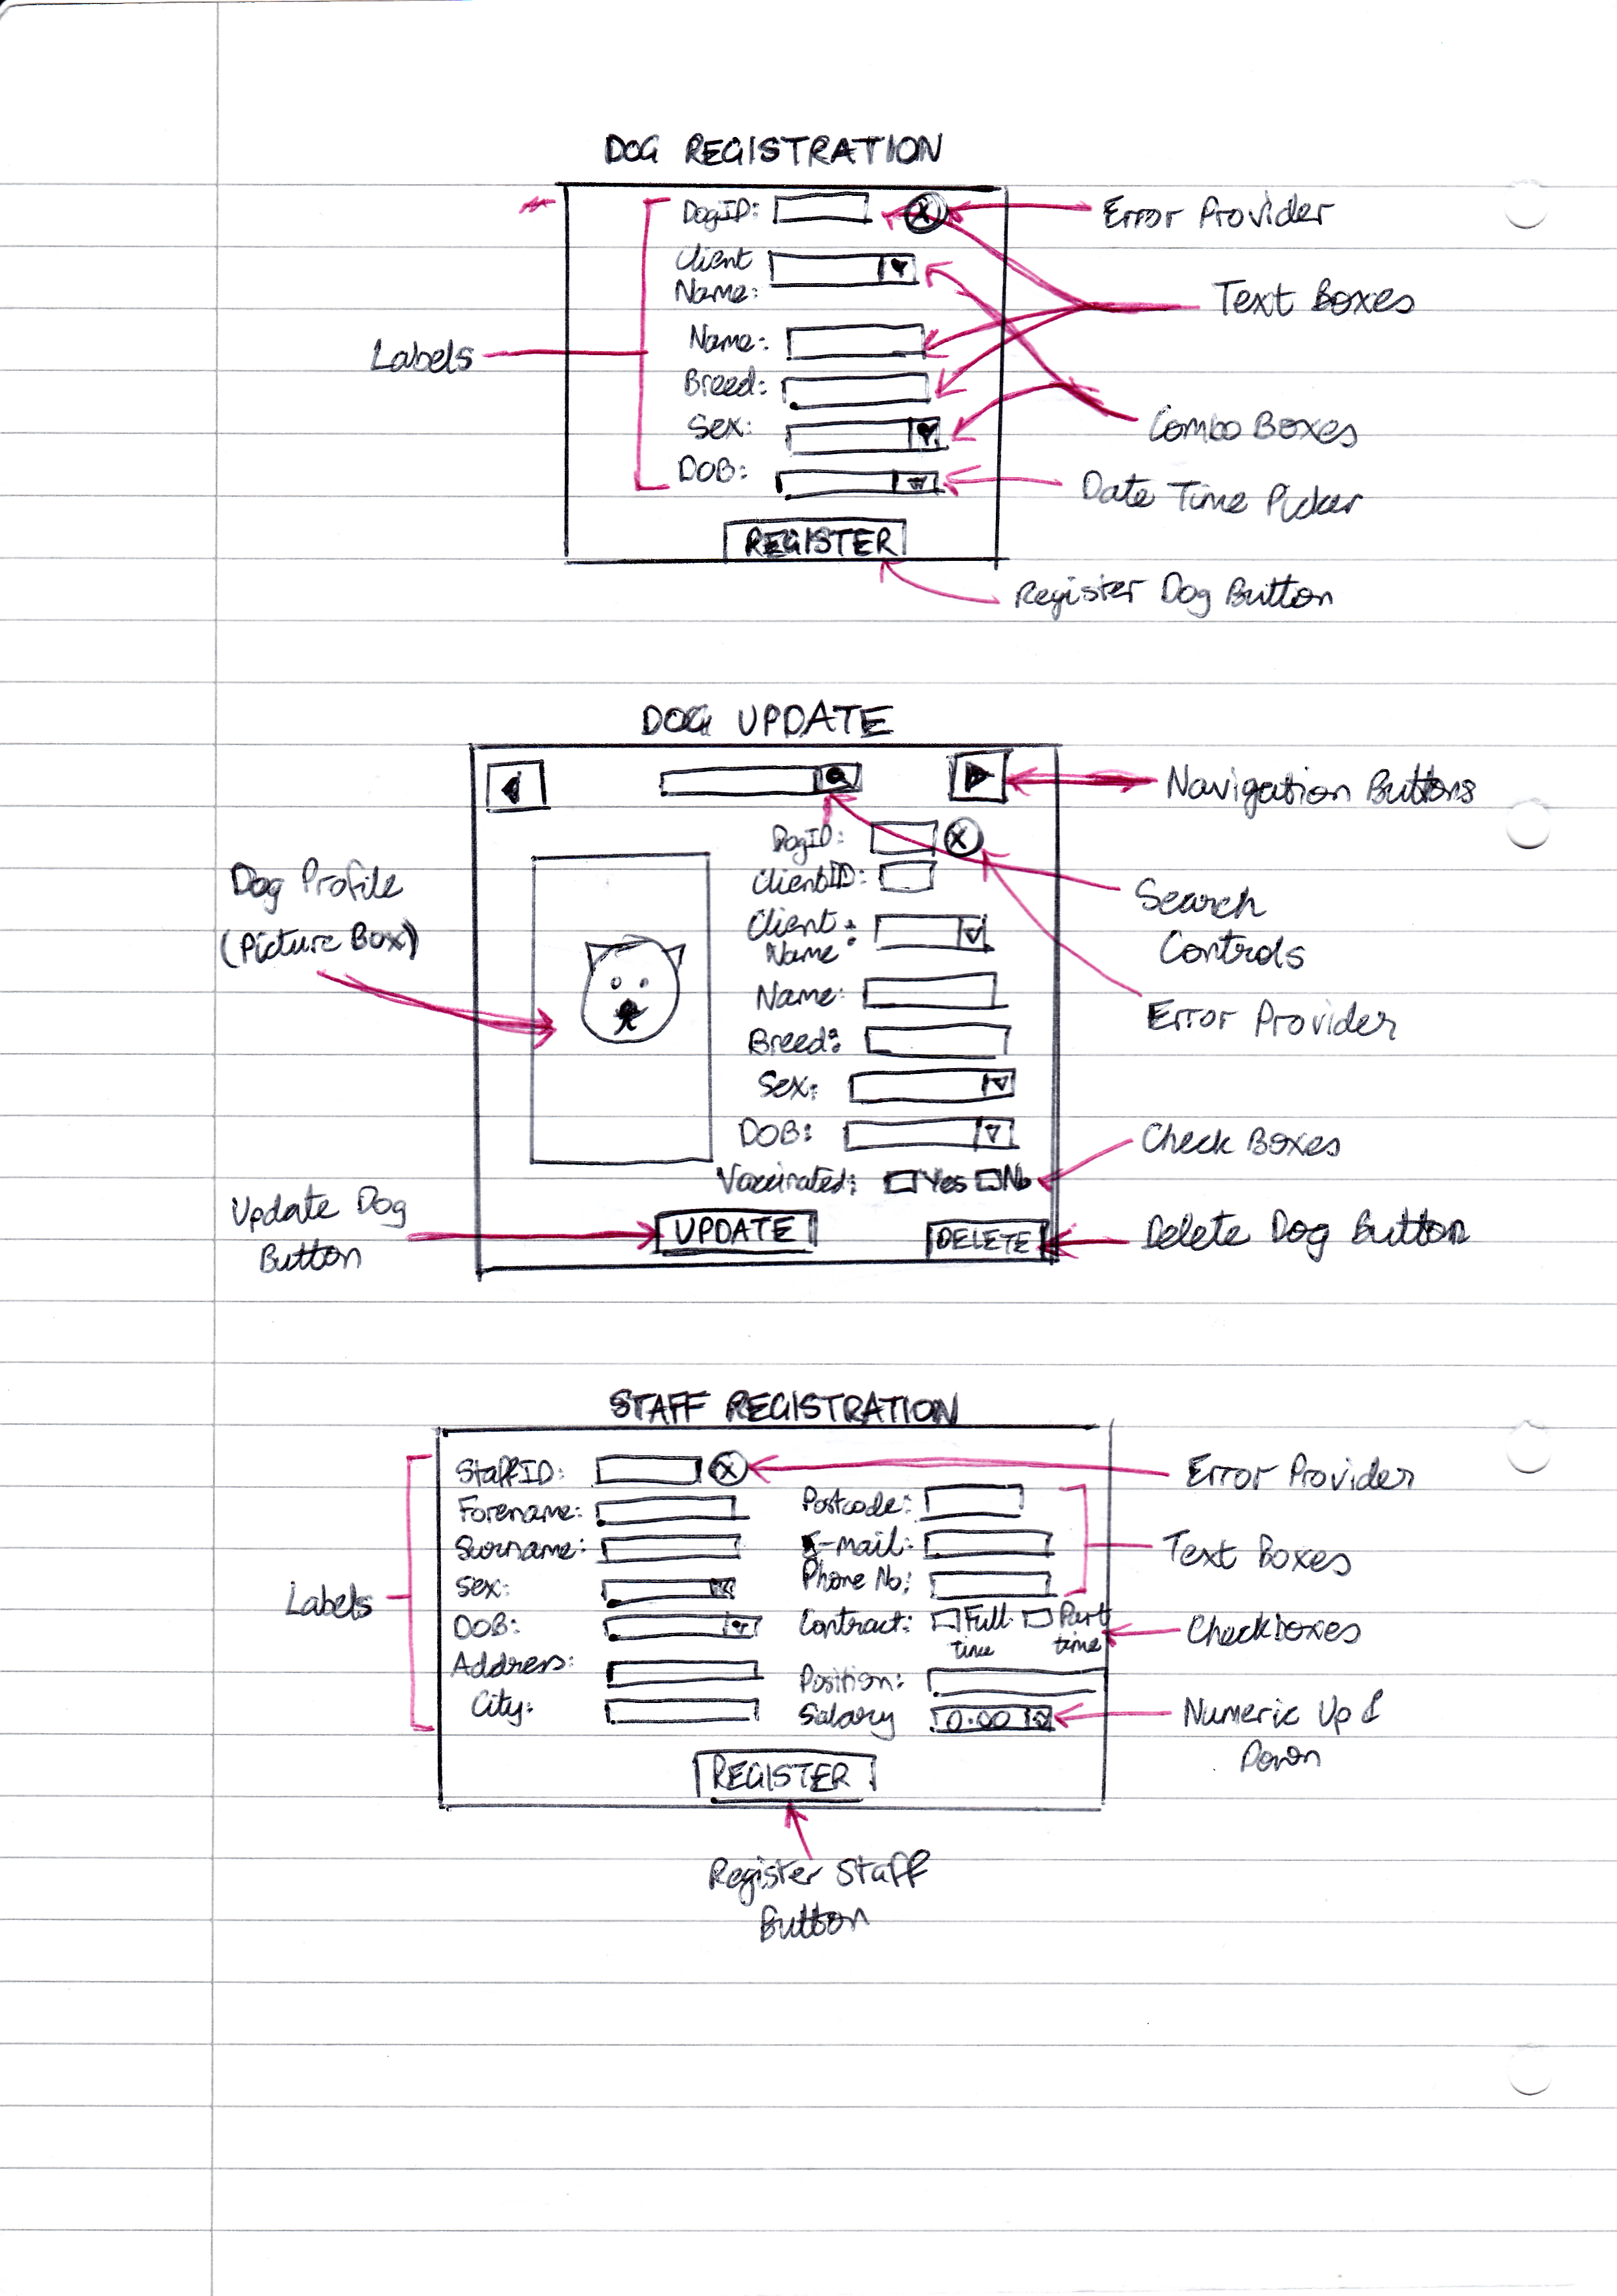 DOG REGISTRATION
DogID:
Error Provider
Client
Name:
Text Boxes
Name:
Labels
Breed:
Sex:
Combo Boxes
DOB:
Date Time Picker
REGISTER
Register Dog Button
DOG UPDATE
Navigation Buttons
DogID:
ClientID:
Dog Profile
(Picture Box)
Search
Controls
Client :
Name
Name:
Error Provider
Breed:
Sex:
DOB:
Check Boxes
Vaccinated: Yes No
Update Dog
Button
UPDATE
DELETE
Delete Dog Button
STAFF REGISTRATION
StaffID:
Error Provider
Forename:
Postcode:
Surname:
E-mail:
Text Boxes
Sex:
Phone No:
Labels
DOB:
Contract: Full time Part time
Checkboxes
Address:
Position:
City:
Salary 0.00
Numeric Up &
Down
REGISTER
Register Staff
Button